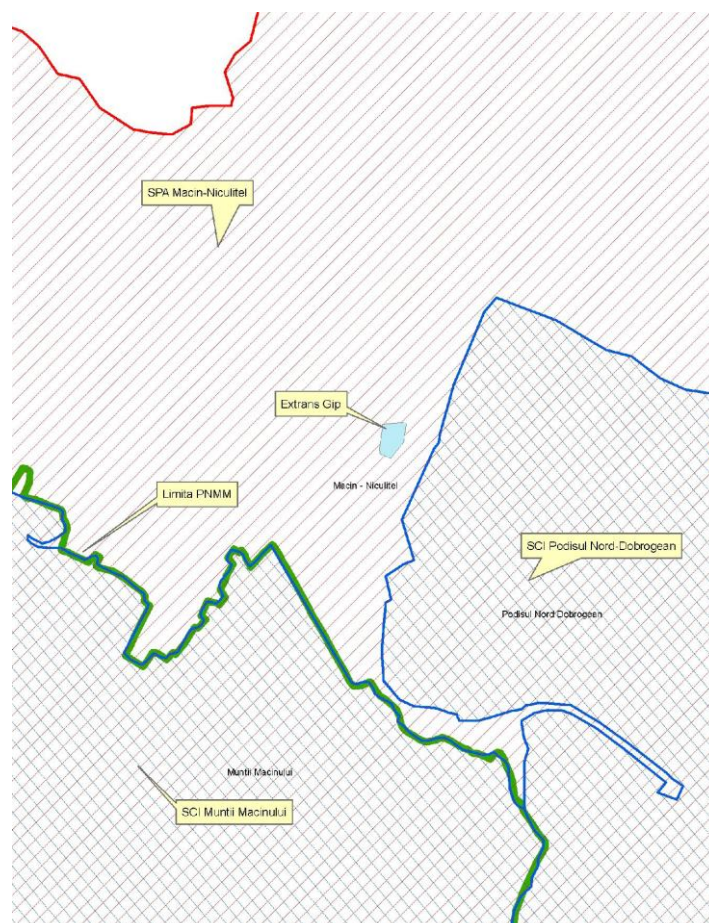 SPA Macin-Niculitel
Extrans Gip
Macin - Niculitel
Limita PNMM
SCI Podisul Nord-Dobrogean
Podisul Nord Dobrogean
Muntii Macinului
SCI Muntii Macinului